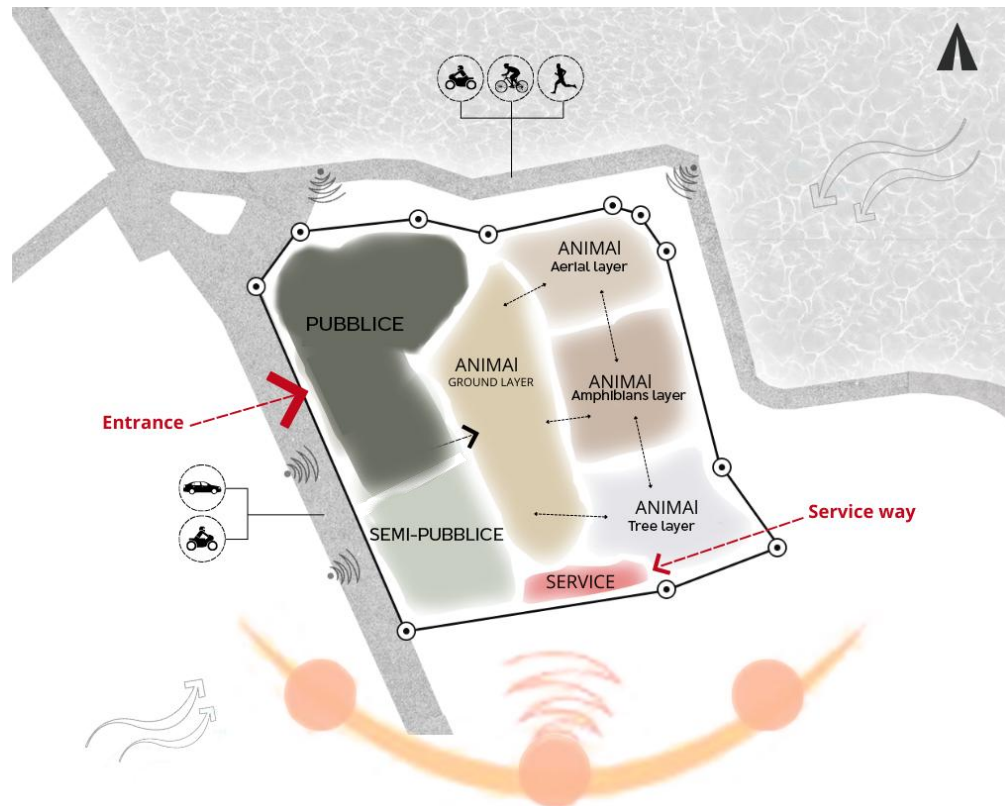 ANIMAl
Aerial layer
PUBBLICE
ANIMAl
GROUND LAYER
ANIMAl
Amphibians layer
Entrance
ANIMAl
Tree layer
Service way
SEMI-PUBBLICE
SERVICE